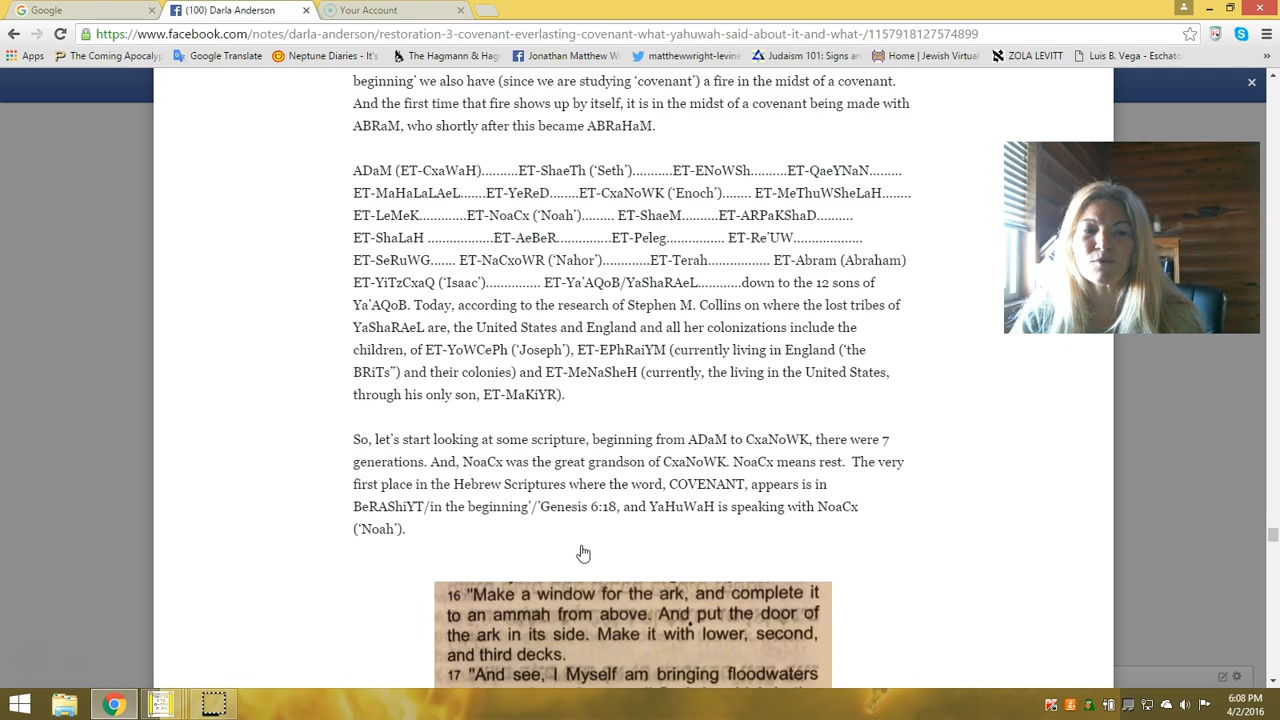 Google
(100) Darla Anderson
Your Account
https://www.facebook.com/notes/darla-anderson/restoration-3-covenant-everlasting-covenant-what-yahuwah-said-about-it-and-what-/1157918127574899
Apps
The Coming Apocalyp
Google Translate
Neptune Diaries : It's
The Hagmann & Hagm
Jonathan Matthew W
matthewwright-levine
Judaism 101: Signs an
Home | Jewish Virtual
ZOLA LEVITT
Luis B. Vega - Eschato
beginning' we also have (since we are studying 'covenant') a fire in the midst of a covenant.
And the first time that fire shows up by itself, it is in the midst of a covenant being made with
ABRaM, who shortly after this became ABRaHaM.
ADaM (ET-CxaWaH)..........ET-ShaeTh ('Seth')...........ET-ENoWSh..........ET-QaeYNaN.........
ET-MaHaLaLAeL.......ET-YeReD........ET-CxaNoWK ('Enoch')........ ET-MeThuWSheLaH........
ET-LeMeK............ET-NoaCx ('Noah')......... ET-ShaeM..........ET-ARPaKShaD..........
ET-ShaLaH ..................ET-AeBeR...............ET-Peleg................ ET-Re'UW...................
ET-SeRuWG....... ET-NaCxoWR ('Nahor').............ET-Terah................. ET-Abram (Abraham)
ET-YiTzCxaQ ('Isaac')............... ET-Ya'AQoB/YaShaRAeL............down to the 12 sons of
Ya'AQoB. Today, according to the research of Stephen M. Collins on where the lost tribes of
YaShaRAeL are, the United States and England and all her colonizations include the
children, of ET-YoWCePh ('Joseph'), ET-EPhRaiYM (currently living in England ('the
BRiTs") and their colonies) and ET-MeNaSheH (currently, the living in the United States,
through his only son, ET-MaKiYR).
So, let's start looking at some scripture, beginning from ADaM to CxaNoWK, there were 7
generations. And, NoaCx was the great grandson of CxaNoWK. NoaCx means rest.  The very
first place in the Hebrew Scriptures where the word, COVENANT, appears is in
BeRAShiYT/in the beginning'/'Genesis 6:18, and YaHuWaH is speaking with NoaCx
('Noah').
16 "Make a window for the ark, and complete it
to an ammah from above. And put the door of
the ark in its side. Make it with lower, second,
and third decks.
17 "And see, I Myself am bringing floodwaters
6:08 PM
4/2/2016